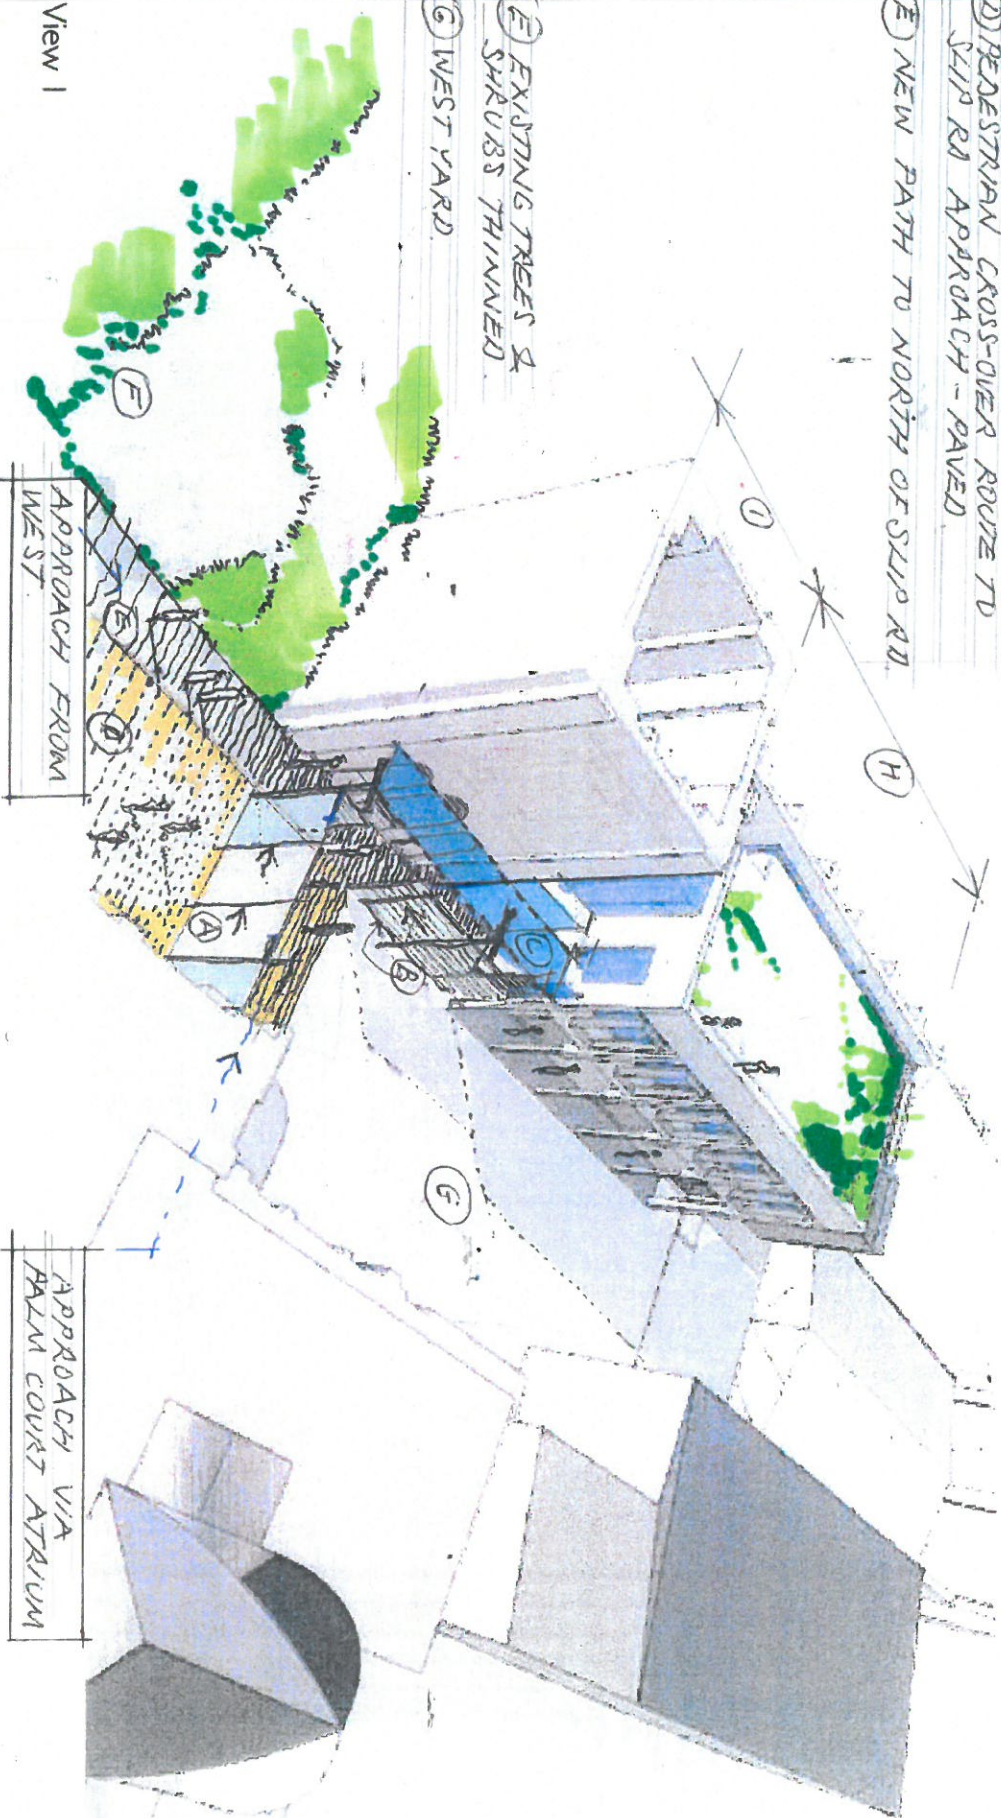 D PEDESTRIAN CROSS-OVER ROUTE TO
SLIP RD APPROACH - PAVED
E NEW PATH TO NORTH OF SLIP RD
E EXISTING TREES &
SHRUBS THINNED.
G WEST YARD.
I
H
F
E
A
B
C
G
APPROACH FROM
WEST
APPROACH VIA
PALM COURT ATRIUM
View 1